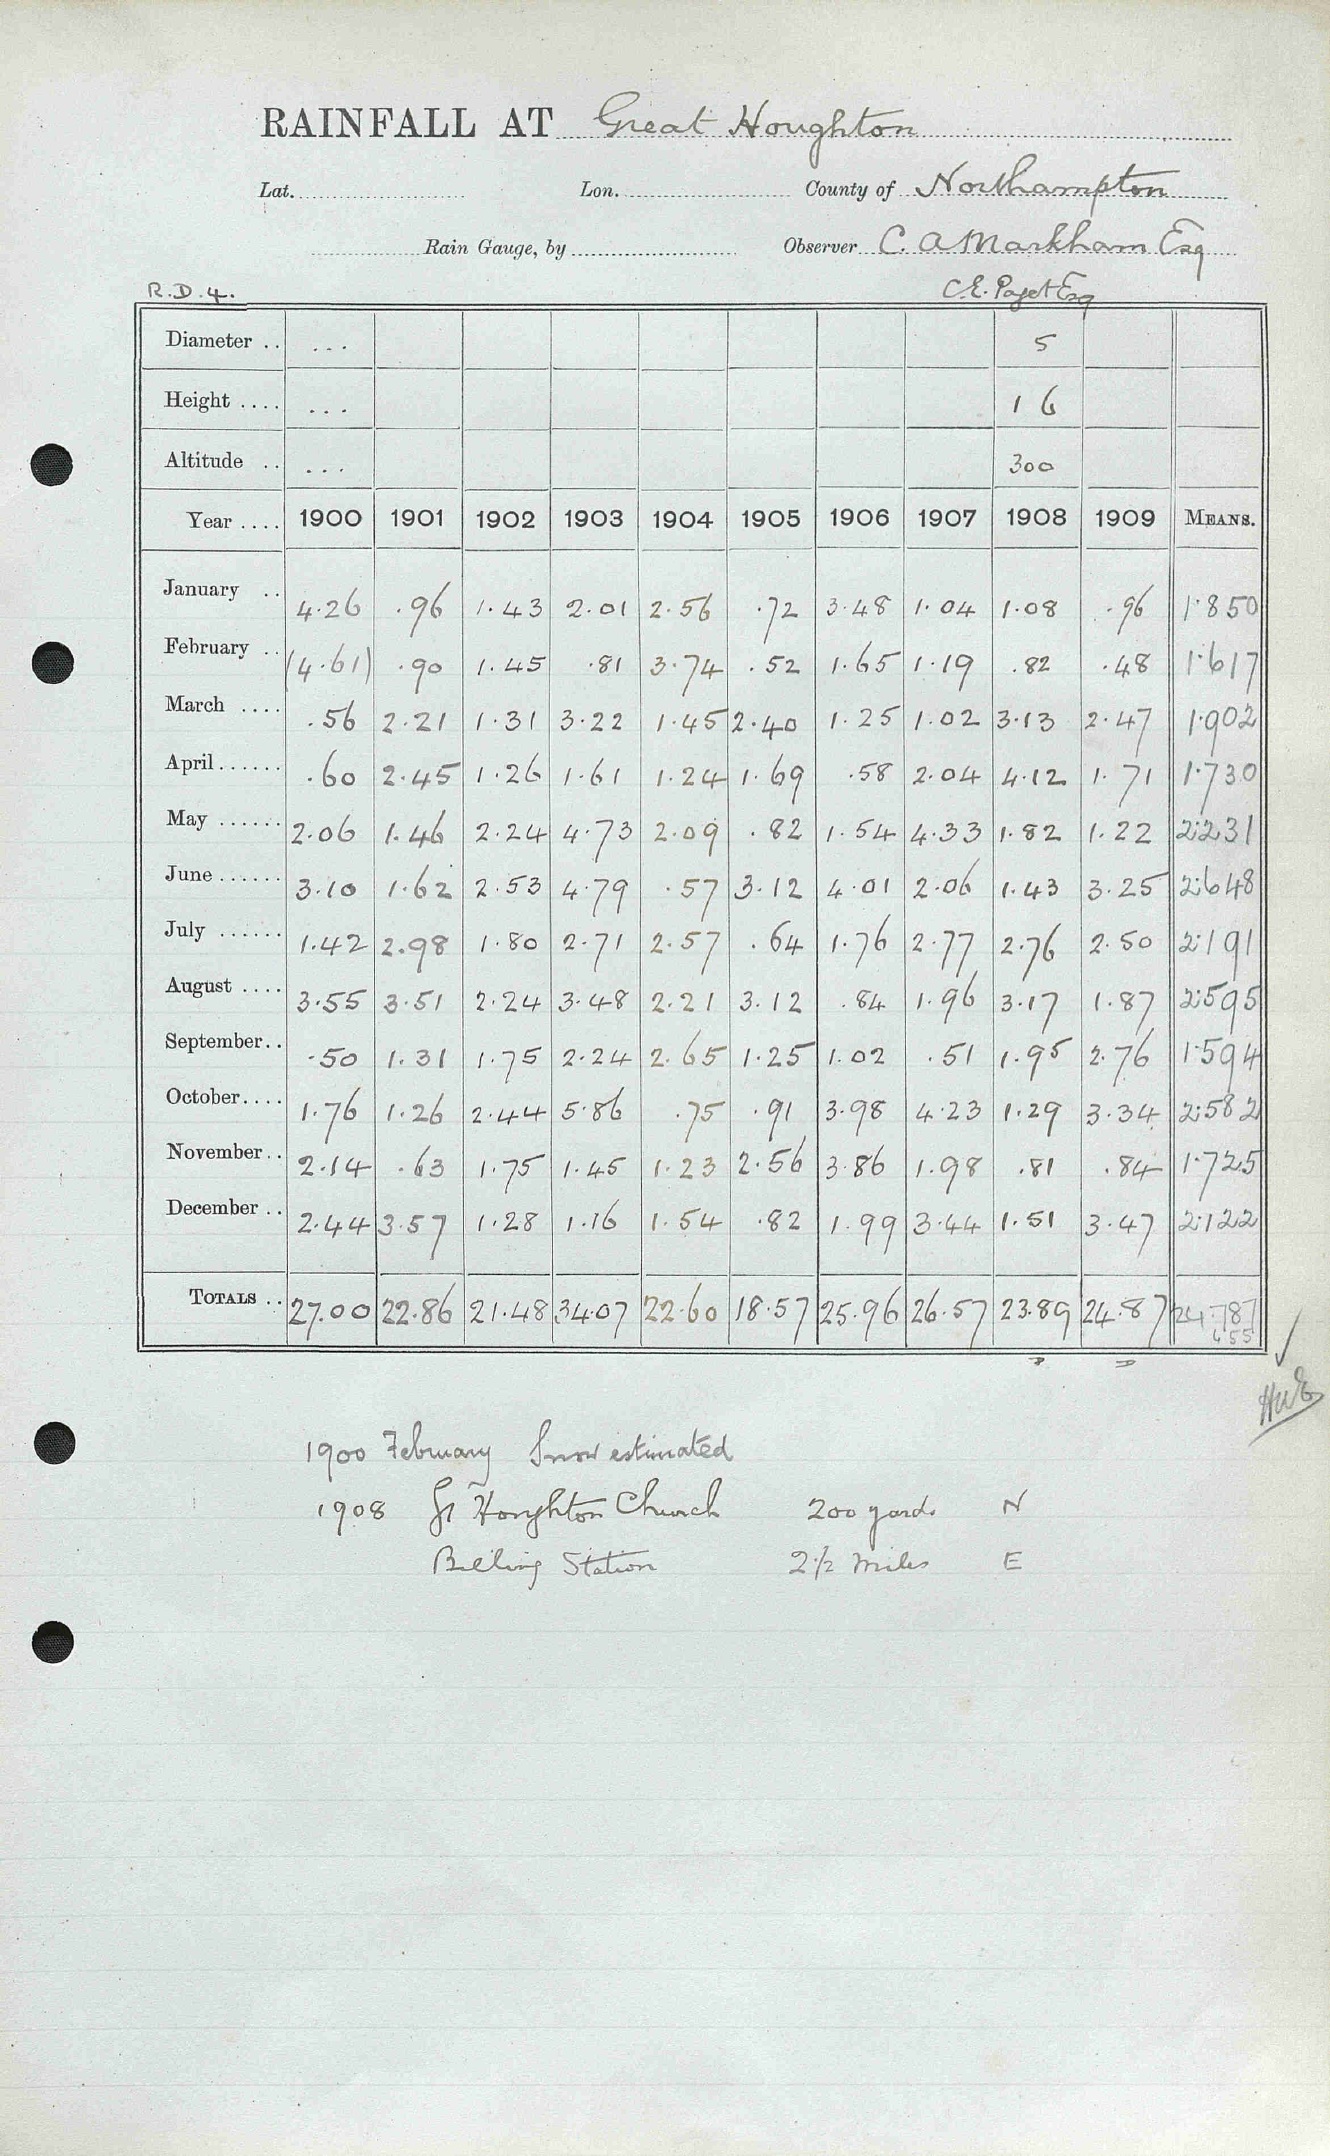 RAINFALL AT Great Houghton
Lat. Lon. County of Northampton
Rain Gauge, by Observer C. A Markham Esq
R.D.4. C.E. Paget Esq
Diameter .. ... 5
Height .... ... 1 6
Altitude .. ... 300
Year .... 1900 1901 1902 1903 1904 1905 1906 1907 1908 1909 MEANS.
January .. 4.26 .96 1.43 2.01 2.56 .72 3.48 1.04 1.08 .96 1.850
February .. (4.61) .90 1.45 .81 3.74 .52 1.65 1.19 .82 .48 1.617
March .... .56 2.21 1.31 3.22 1.45 2.40 1.25 1.02 3.13 2.47 1.902
April...... .60 2.45 1.26 1.61 1.24 1.69 .58 2.04 4.12 1.71 1.730
May ...... 2.06 1.46 2.24 4.73 2.09 .82 1.54 4.33 1.82 1.22 2.231
June...... 3.10 1.62 2.53 4.79 .57 3.12 4.01 2.06 1.43 3.25 2.648
July ...... 1.42 2.98 1.80 2.71 2.57 .64 1.76 2.77 2.76 2.50 2.191
August .... 3.55 3.51 2.24 3.48 2.21 3.12 .84 1.96 3.17 1.87 2.595
September.. .50 1.31 1.75 2.24 2.65 1.25 1.02 .51 1.95 2.76 1.594
October.... 1.76 1.26 2.44 5.86 .75 .91 3.98 4.23 1.29 3.34 2.582
November.. 2.14 .63 1.75 1.45 1.23 2.56 3.86 1.98 .81 .84 1.725
December .. 2.44 3.57 1.28 1.16 1.54 .82 1.99 3.44 1.51 3.47 2.122
TOTALS .. 27.00 22.86 21.48 34.07 22.60 18.57 25.96 26.57 23.89 24.87 24.787
1900 February Snow estimated
1908 Gt Houghton Church 200 yards N
Billing Station 2½ miles E